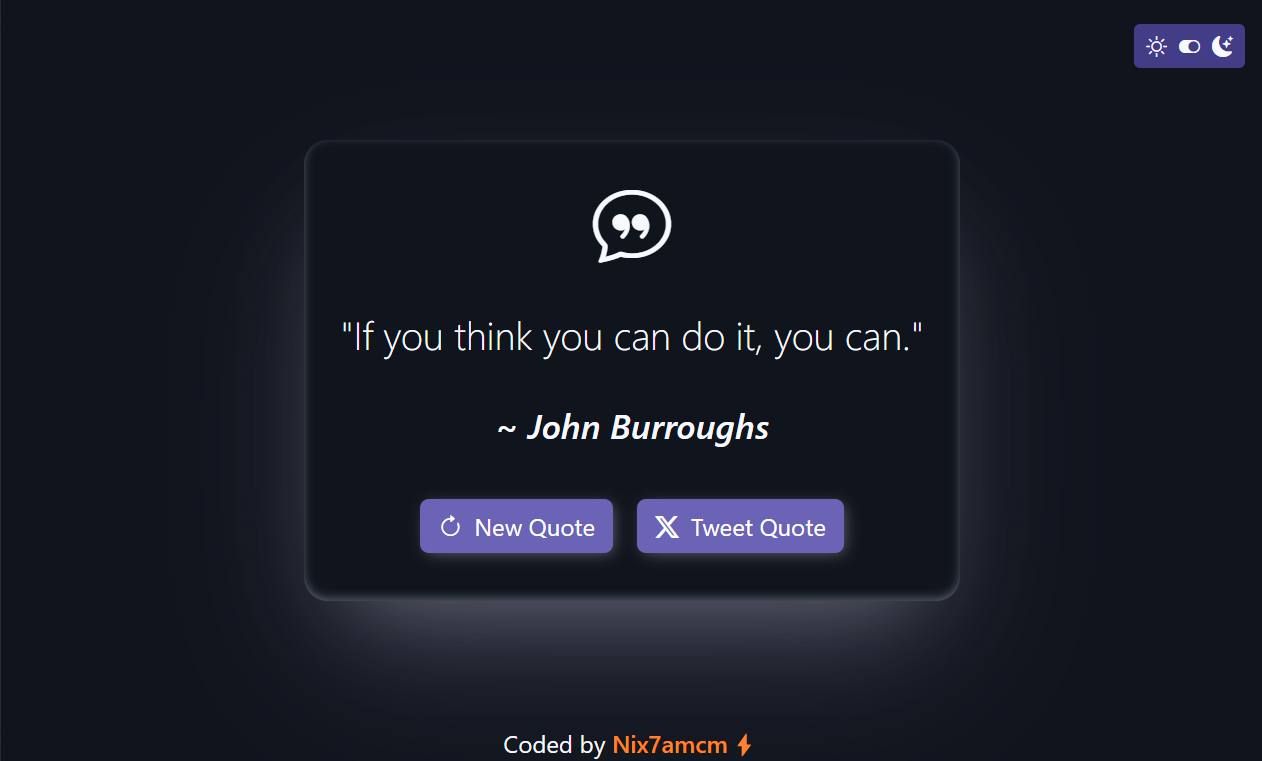 "If you think you can do it, you can."
~ John Burroughs
New Quote
Tweet Quote
Coded by Nix7amcm